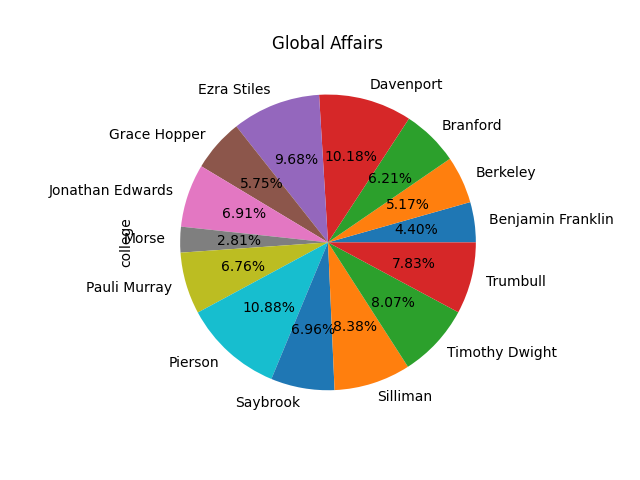 Global Affairs
Davenport
Ezra Stiles
Branford
Grace Hopper
9.68%
10.18%
Berkeley
5.75%
6.21%
Jonathan Edwards
6.91%
5.17%
Benjamin Franklin
4.40%
Morse
2.81%
college
Pauli Murray
6.76%
7.83%
Trumbull
10.88%
8.07%
6.96%
8.38%
Timothy Dwight
Pierson
Saybrook
Silliman